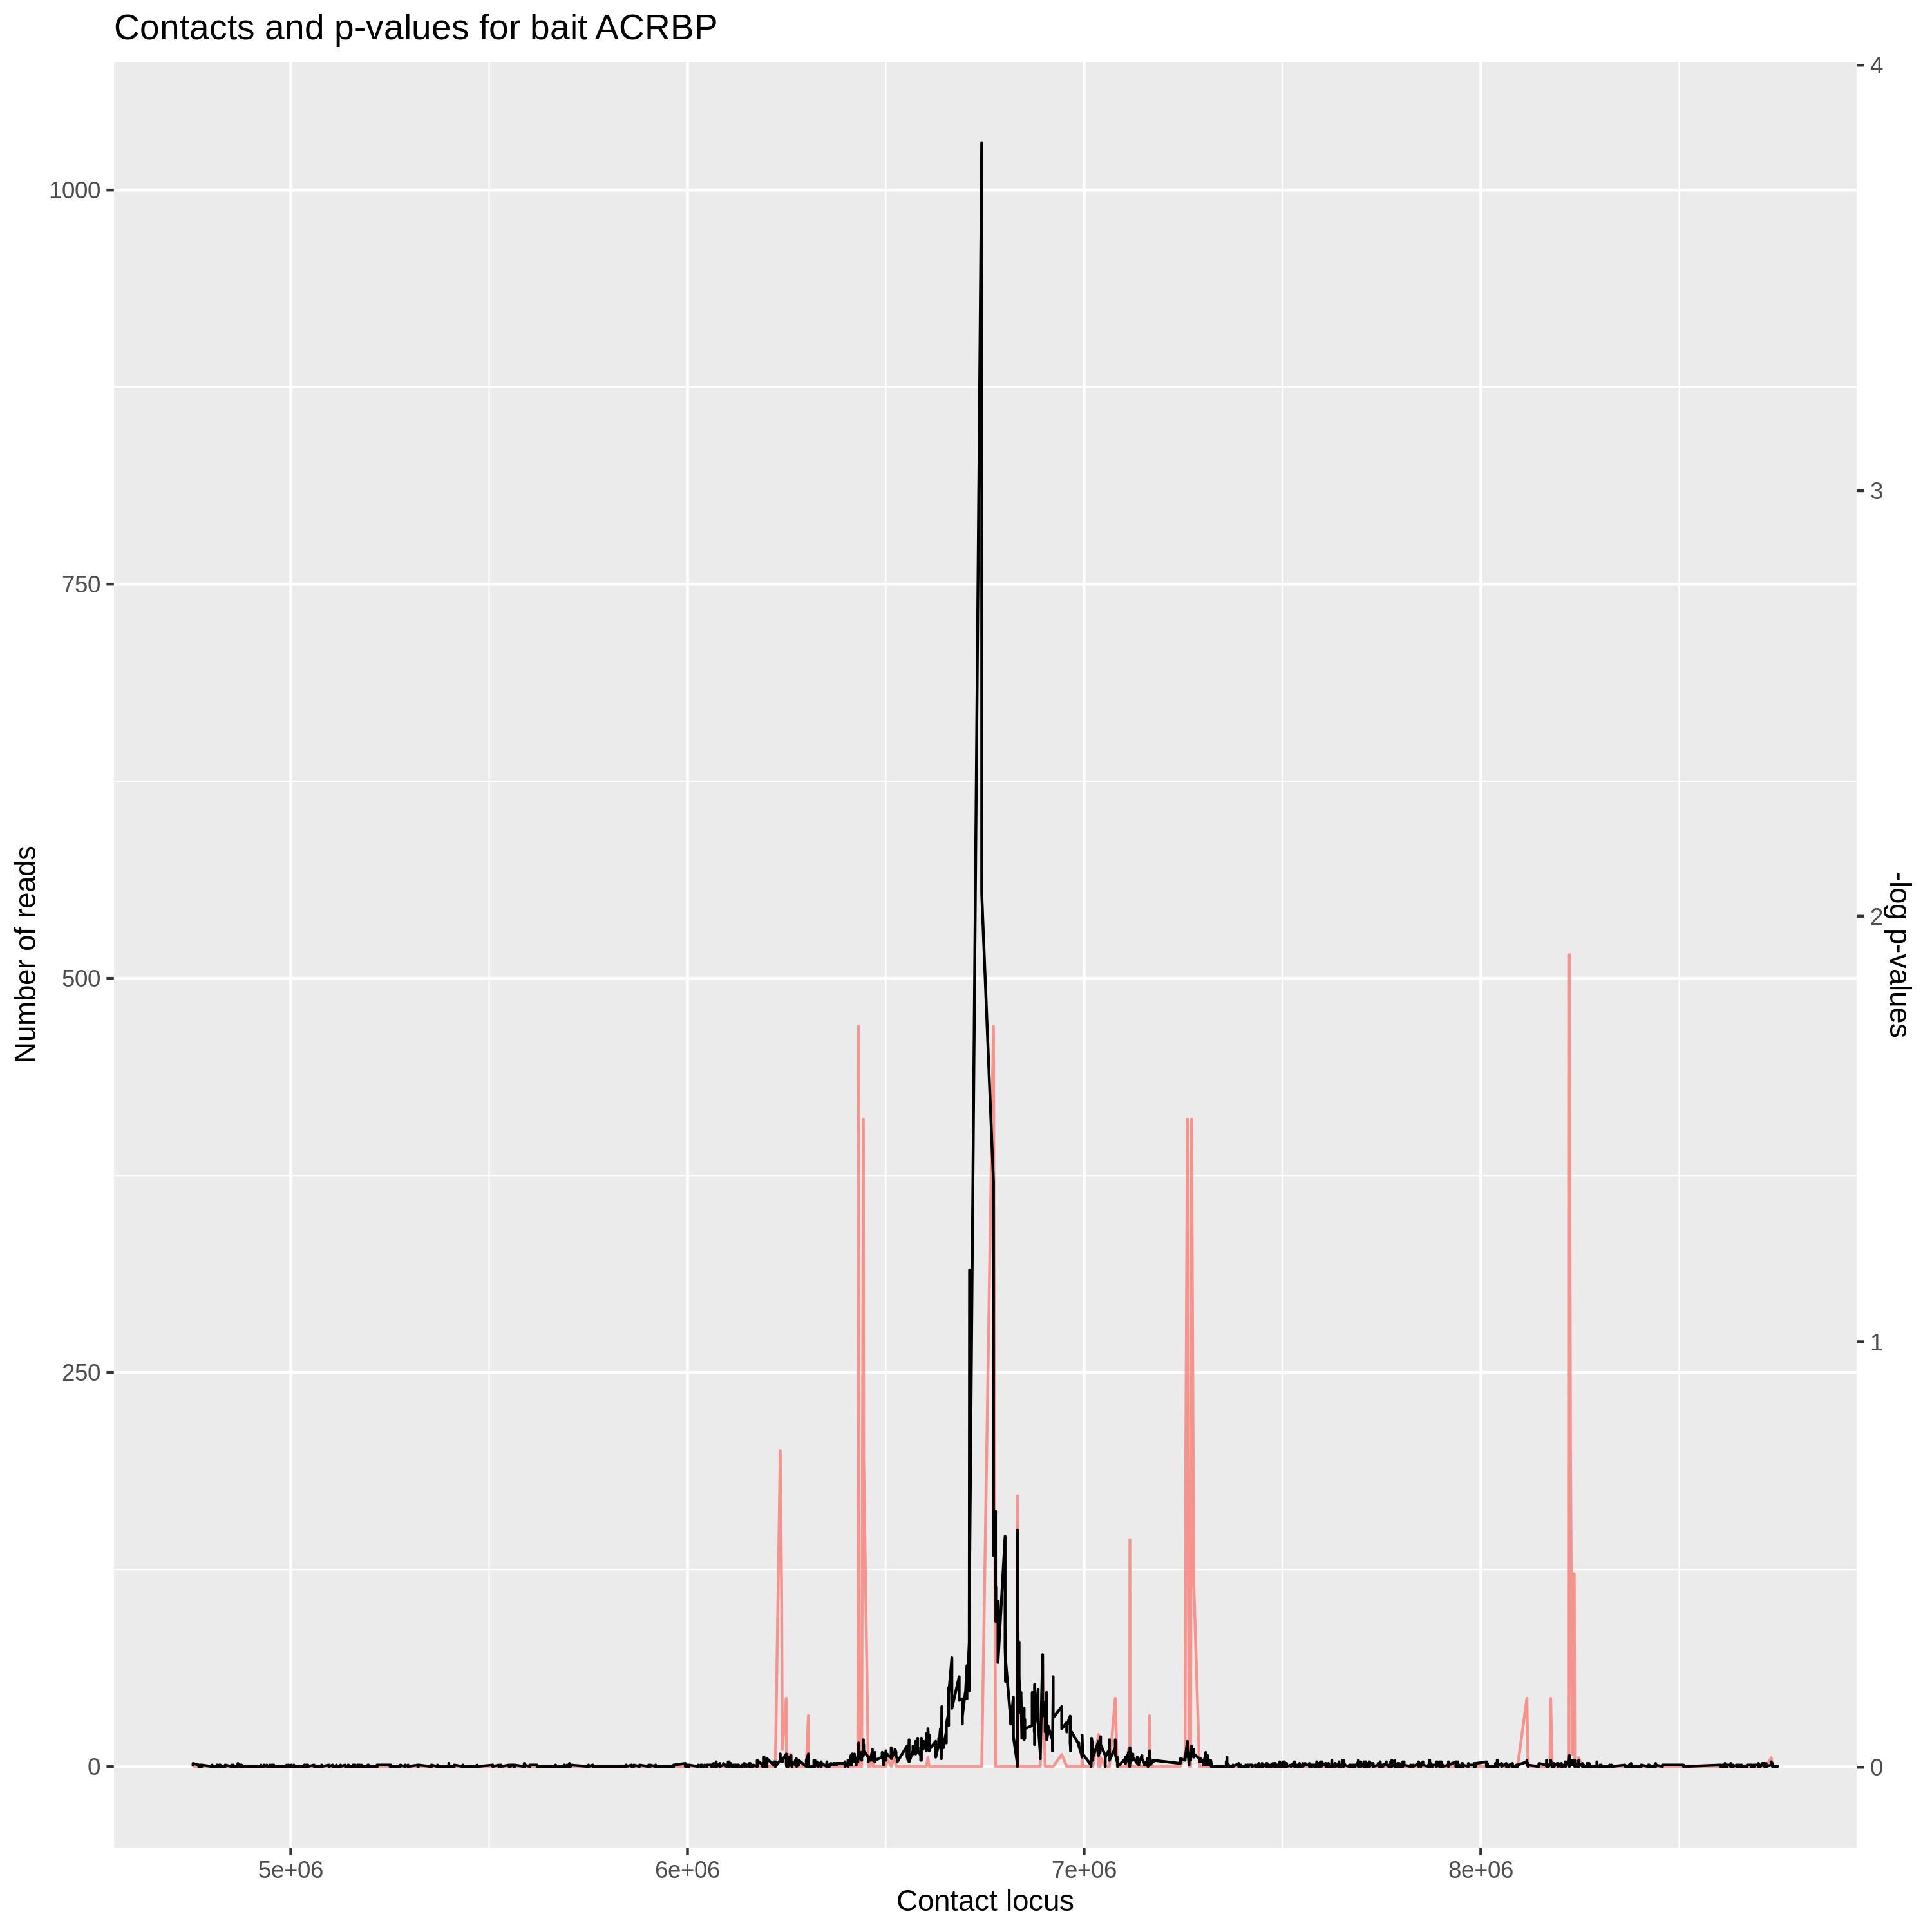 Contacts and p-values for bait ACRBP
4
1000
3
750
Number of reads
2
-log p-values
500
1
250
0
0
5e+06 6e+06 7e+06 8e+06
Contact locus